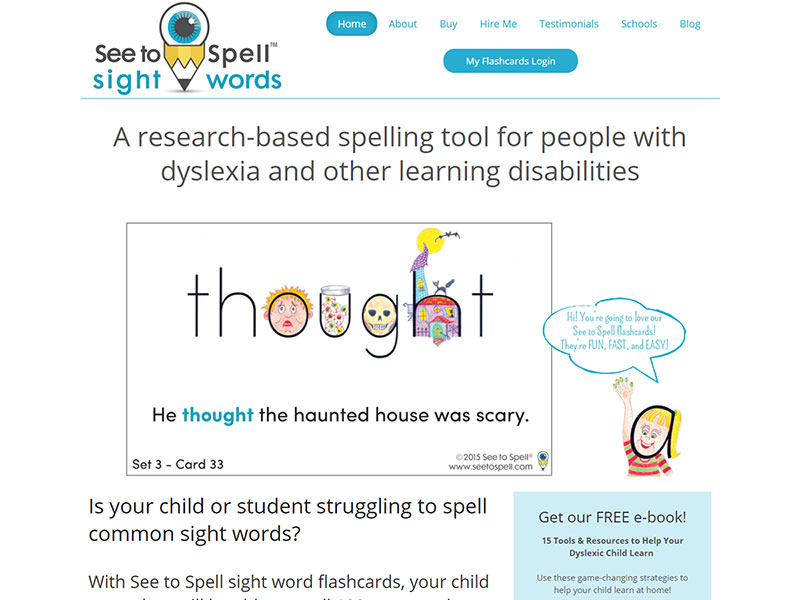 See to Spell™
sight words
Home About Buy Hire Me Testimonials Schools Blog
My Flashcards Login
A research-based spelling tool for people with
dyslexia and other learning disabilities
thought
He thought the haunted house was scary.
Set 3 - Card 33
©2015 See to Spell®
www.seetospell.com
Hi! You're going to love our
See to Spell flashcards!
They're FUN, FAST, and EASY!
a
Is your child or student struggling to spell
common sight words?
With See to Spell sight word flashcards, your child
Get our FREE e-book!
15 Tools & Resources to Help Your
Dyslexic Child Learn
Use these game-changing strategies to
help your child learn at home!